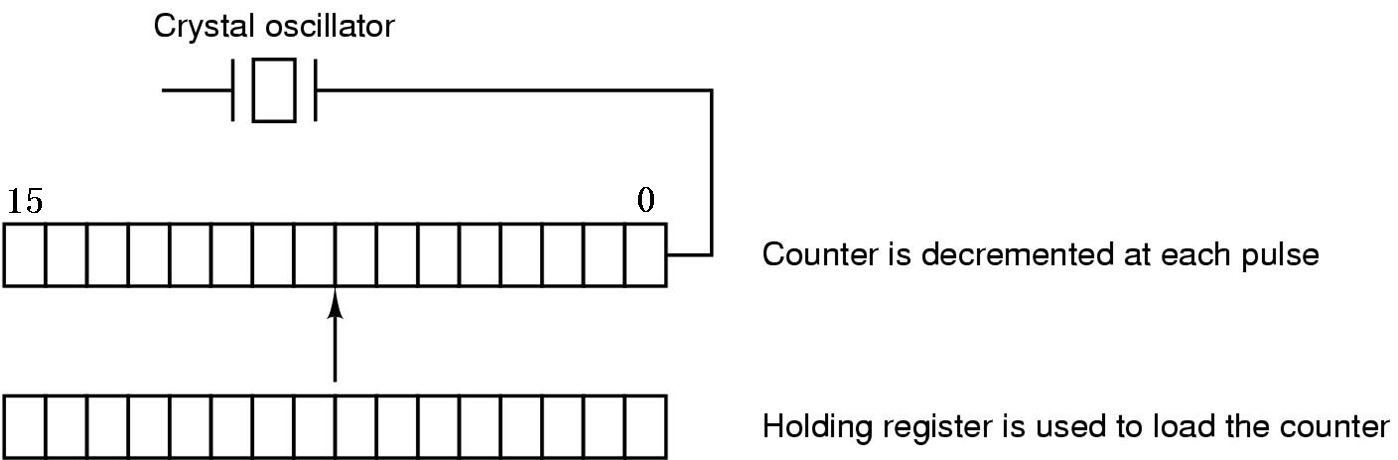 Crystal oscillator
15 0
Counter is decremented at each pulse
Holding register is used to load the counter